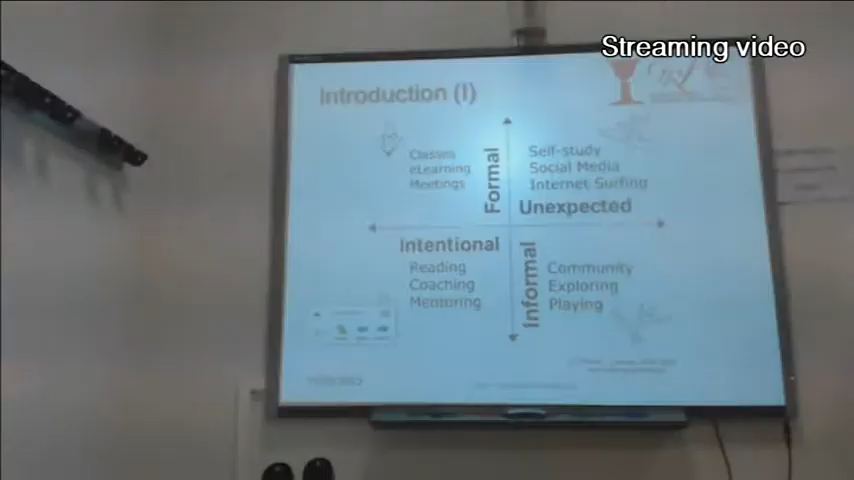 Streaming video
Introduction (I)
Classes
eLearning
Meetings
Formal
Self-study
Social Media
Internet Surfing
Unexpected
Intentional
Reading
Coaching
Mentoring
Informal
Community
Exploring
Playing